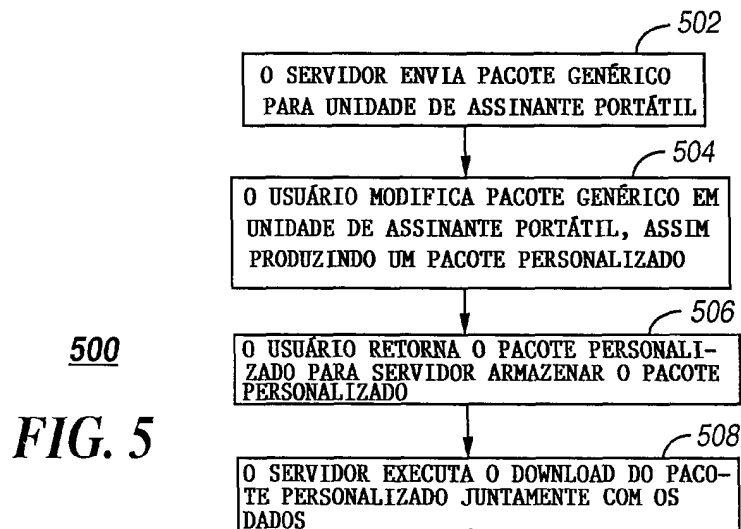 502
O SERVIDOR ENVIA PACOTE GENÉRICO
PARA UNIDADE DE ASSINANTE PORTÁTIL
504
O USUÁRIO MODIFICA PACOTE GENÉRICO EM
UNIDADE DE ASSINANTE PORTÁTIL, ASSIM
PRODUZINDO UM PACOTE PERSONALIZADO
506
O USUÁRIO RETORNA O PACOTE PERSONALI-
ZADO PARA SERVIDOR ARMAZENAR O PACOTE
PERSONALIZADO
500
FIG. 5
508
O SERVIDOR EXECUTA O DOWNLOAD DO PACO-
TE PERSONALIZADO JUNTAMENTE COM OS
DADOS